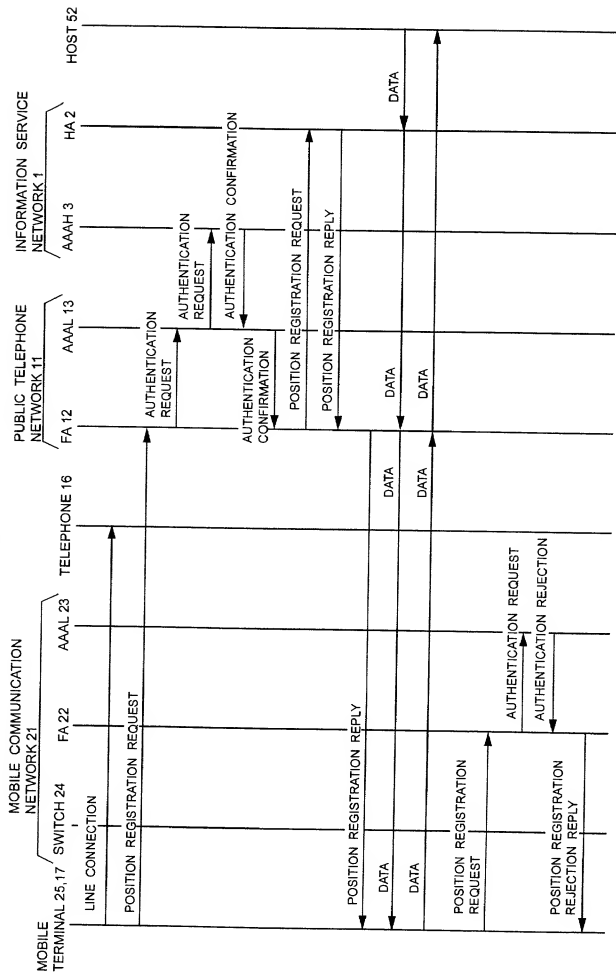 MOBILE
TERMINAL 25,17
MOBILE COMMUNICATION
NETWORK 21
SWITCH 24
FA 22
AAAL 23
TELEPHONE 16
PUBLIC TELEPHONE
NETWORK 11
FA 12
AAAL 13
INFORMATION SERVICE
NETWORK 1
AAAH 3
HA 2
HOST 52
LINE CONNECTION
POSITION REGISTRATION REQUEST
AUTHENTICATION
REQUEST
AUTHENTICATION
REQUEST
AUTHENTICATION CONFIRMATION
AUTHENTICATION
CONFIRMATION
POSITION REGISTRATION REQUEST
POSITION REGISTRATION REPLY
POSITION REGISTRATION REPLY
DATA
DATA
DATA
DATA
DATA
DATA
DATA
POSITION REGISTRATION
REQUEST
AUTHENTICATION REQUEST
AUTHENTICATION REJECTION
POSITION REGISTRATION
REJECTION REPLY